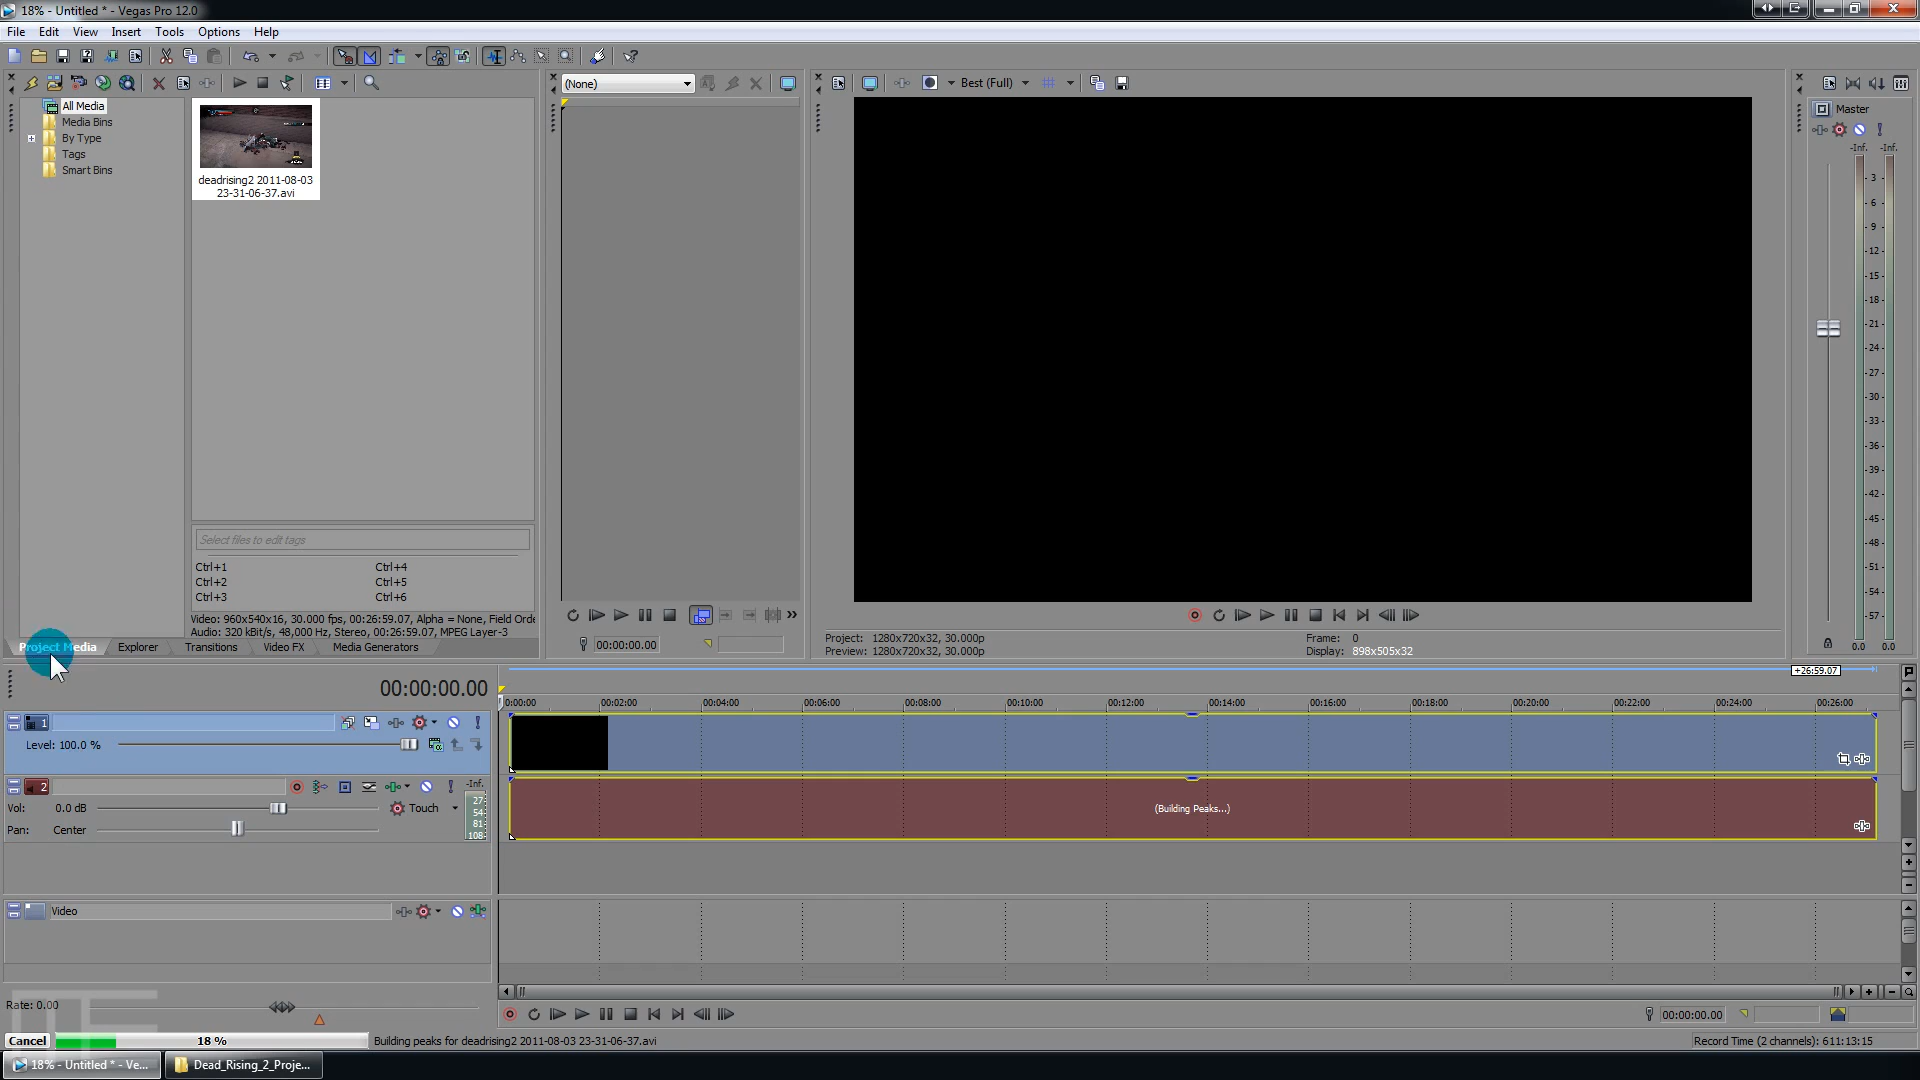 18% - Untitled * - Vegas Pro 12.0
File Edit View Insert Tools Options Help
(None)
Best (Full)
All Media
Media Bins
By Type
Tags
Smart Bins
deadrising2 2011-08-03
23-31-06-37.avi
Master
-Inf. -Inf.
3
6
9
12
15
18
21
24
27
30
33
36
39
42
45
48
51
54
57
0.0 0.0
Select files to edit tags
Ctrl+1 Ctrl+4
Ctrl+2 Ctrl+5
Ctrl+3 Ctrl+6
Video: 960x540x16, 30.000 fps, 00:26:59.07, Alpha = None, Field Orde
Audio: 320 kBit/s, 48,000 Hz, Stereo, 00:26:59.07, MPEG Layer-3
Project Media Explorer Transitions Video FX Media Generators
00:00:00.00
Project: 1280x720x32, 30.000p
Preview: 1280x720x32, 30.000p
Frame: 0
Display: 898x505x32
+26:59.07
00:00:00.00
0:00:00 00:02:00 00:04:00 00:06:00 00:08:00 00:10:00 00:12:00 00:14:00 00:16:00 00:18:00 00:20:00 00:22:00 00:24:00 00:26:00
1
Level: 100.0 %
2
-Inf.
Vol: 0.0 dB Touch
27
54
81
108
Pan: Center
(Building Peaks...)
Video
Rate: 0.00
00:00:00.00
Cancel 18 % Building peaks for deadrising2 2011-08-03 23-31-06-37.avi
Record Time (2 channels): 611:13:15
18% - Untitled * - Ve... Dead_Rising_2_Proje...